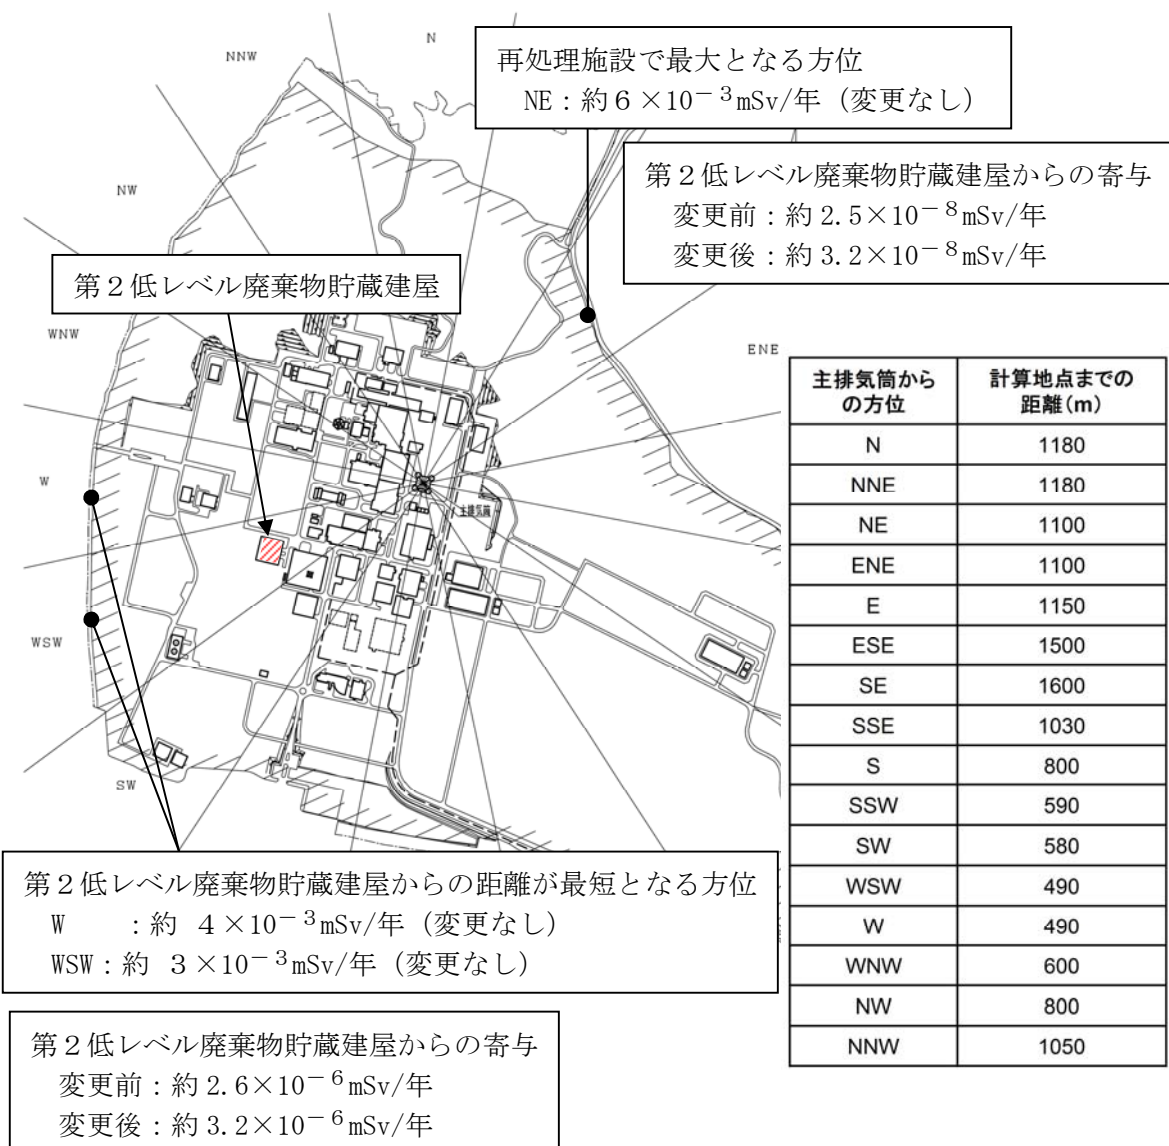 N
NNW
再処理施設で最大となる方位
NE：約６×10－３mSv/年（変更なし）
第２低レベル廃棄物貯蔵建屋からの寄与
変更前：約 2.5×10－８mSv/年
変更後：約 3.2×10－８mSv/年
NW
第２低レベル廃棄物貯蔵建屋
WNW
ENE
W
主排気筒
WSW
SW
主排気筒からの方位 計算地点までの距離(m)
N 1180
NNE 1180
NE 1100
ENE 1100
E 1150
ESE 1500
SE 1600
SSE 1030
S 800
SSW 590
SW 580
WSW 490
W 490
WNW 600
NW 800
NNW 1050
第２低レベル廃棄物貯蔵建屋からの距離が最短となる方位
W ：約 ４×10－３mSv/年（変更なし）
WSW：約 ３×10－３mSv/年（変更なし）
第２低レベル廃棄物貯蔵建屋からの寄与
変更前：約 2.6×10－６mSv/年
変更後：約 3.2×10－６mSv/年